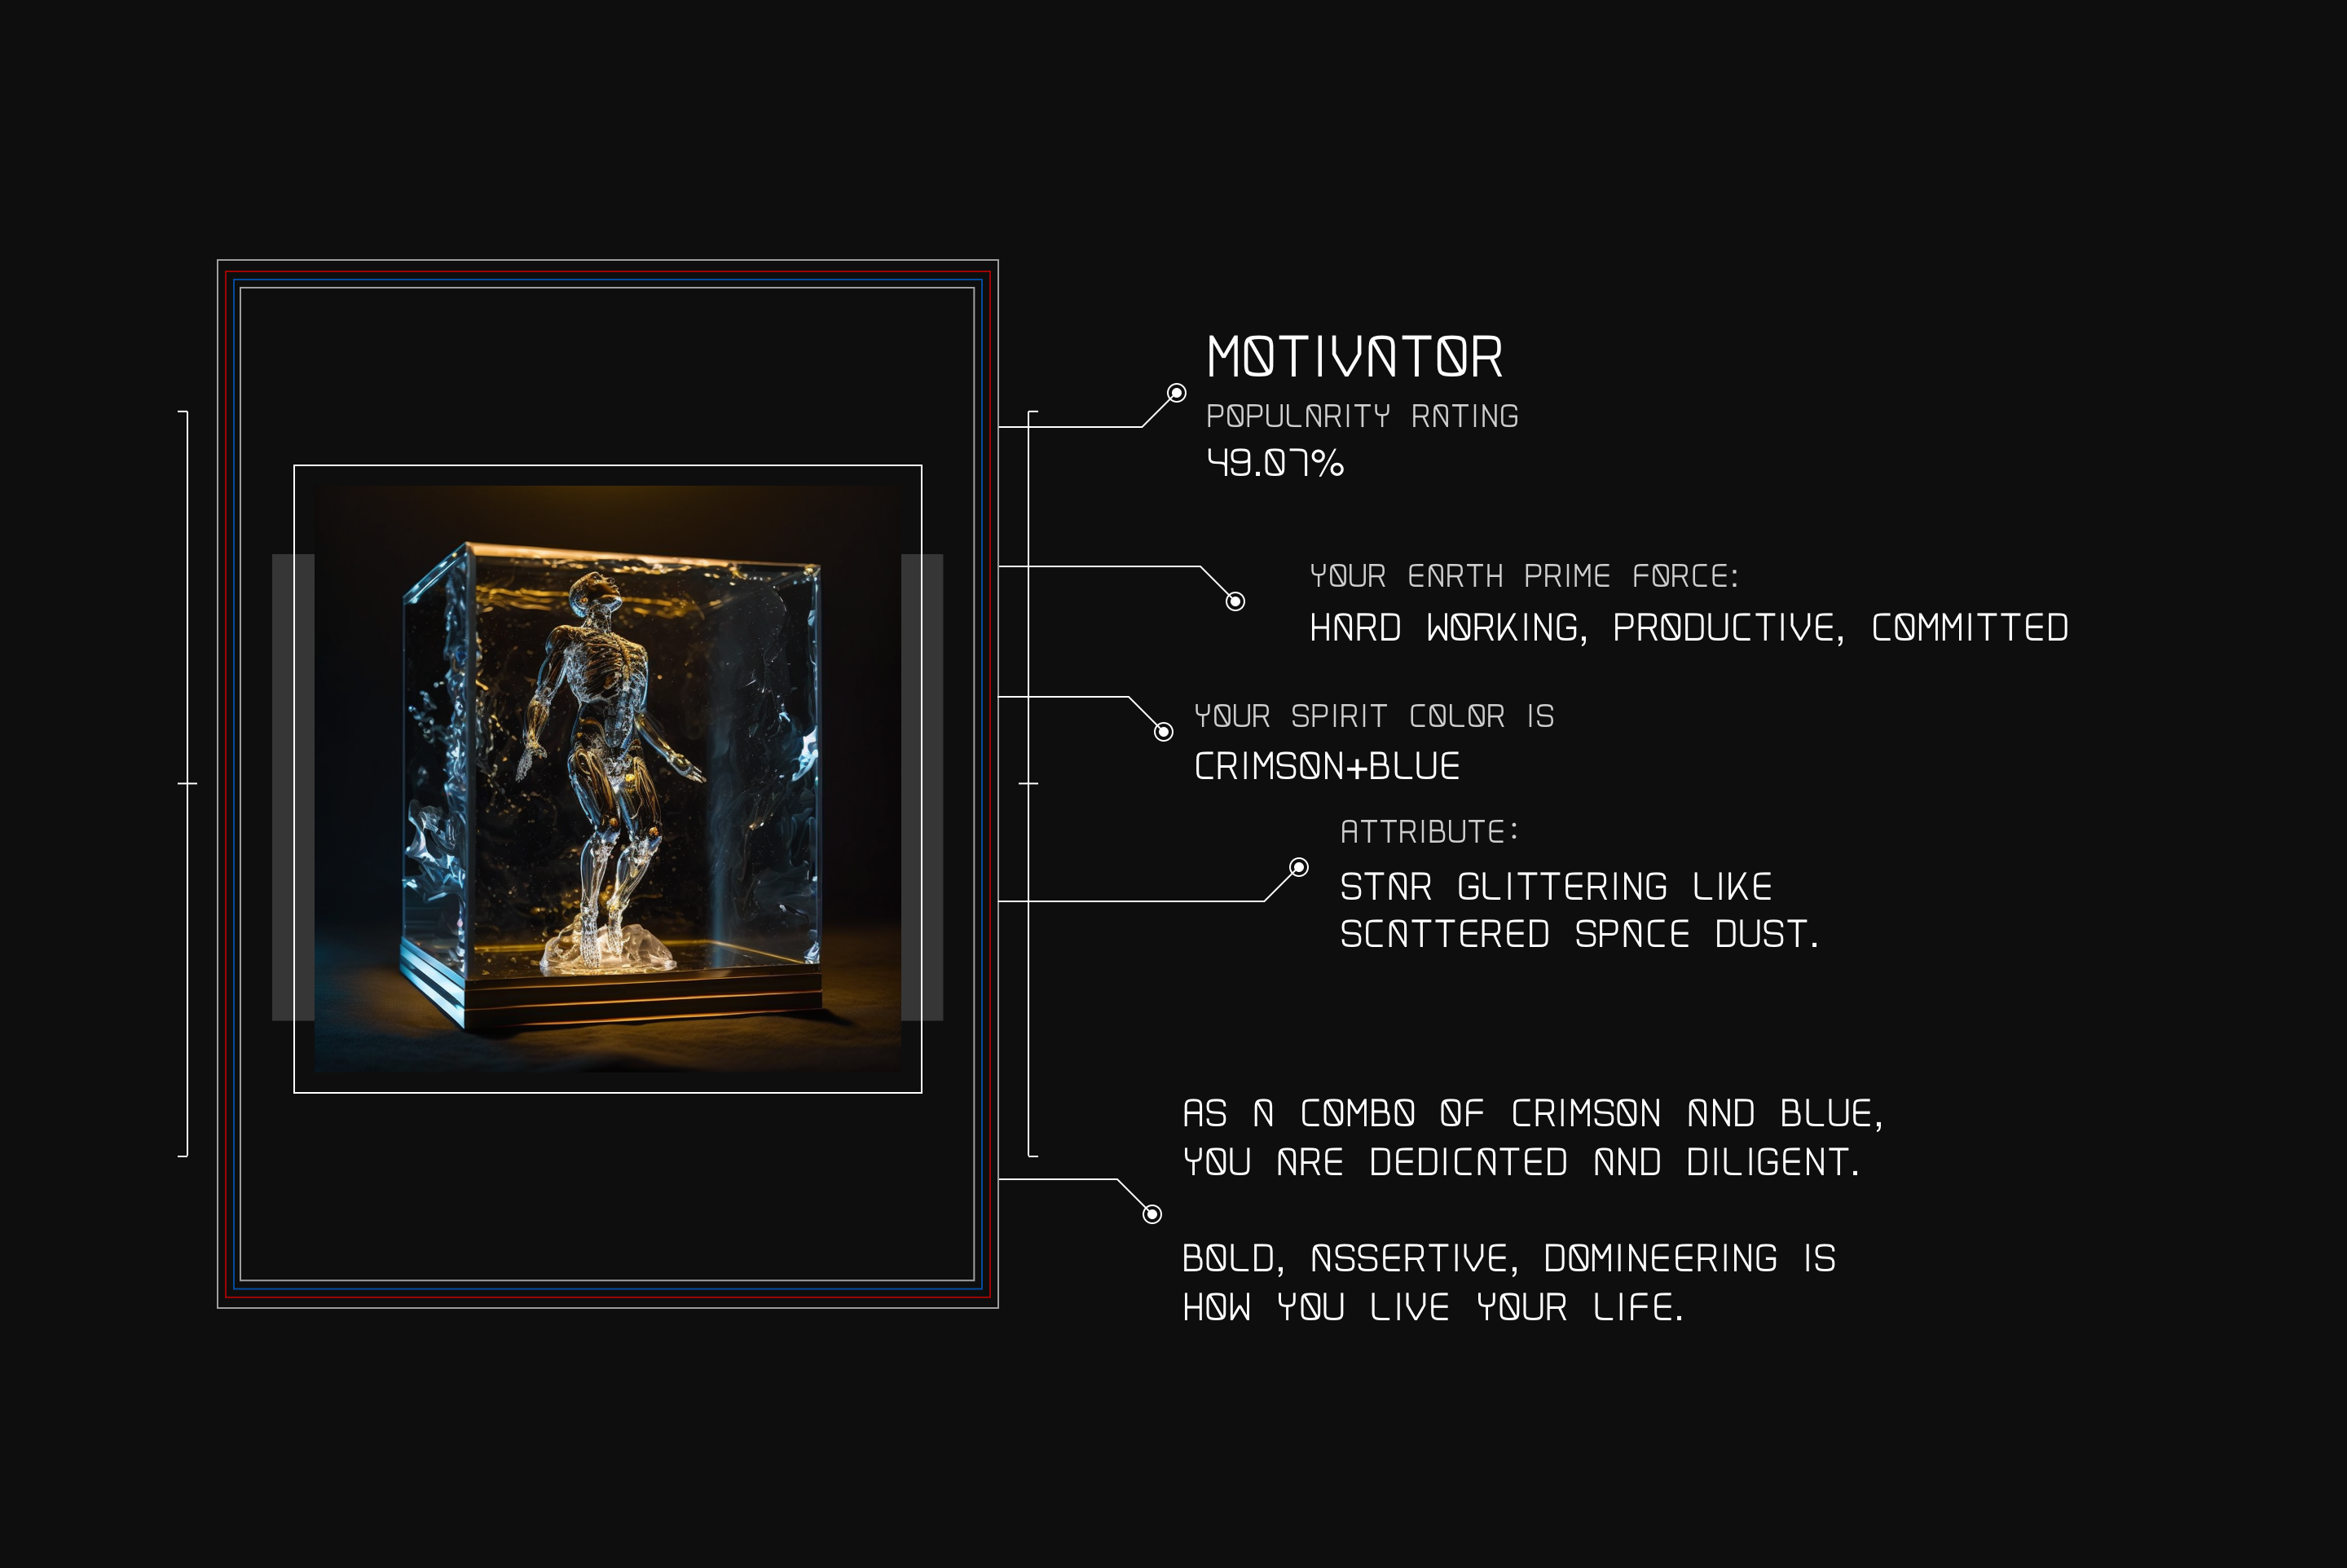 MOTIVATOR
POPULARITY RATING
49.07%
YOUR EARTH PRIME FORCE:
HARD WORKING, PRODUCTIVE, COMMITTED
YOUR SPIRIT COLOR IS
CRIMSON+BLUE
ATTRIBUTE:
STAR GLITTERING LIKE
SCATTERED SPACE DUST.
AS A COMBO OF CRIMSON AND BLUE,
YOU ARE DEDICATED AND DILIGENT.
BOLD, ASSERTIVE, DOMINEERING IS
HOW YOU LIVE YOUR LIFE.